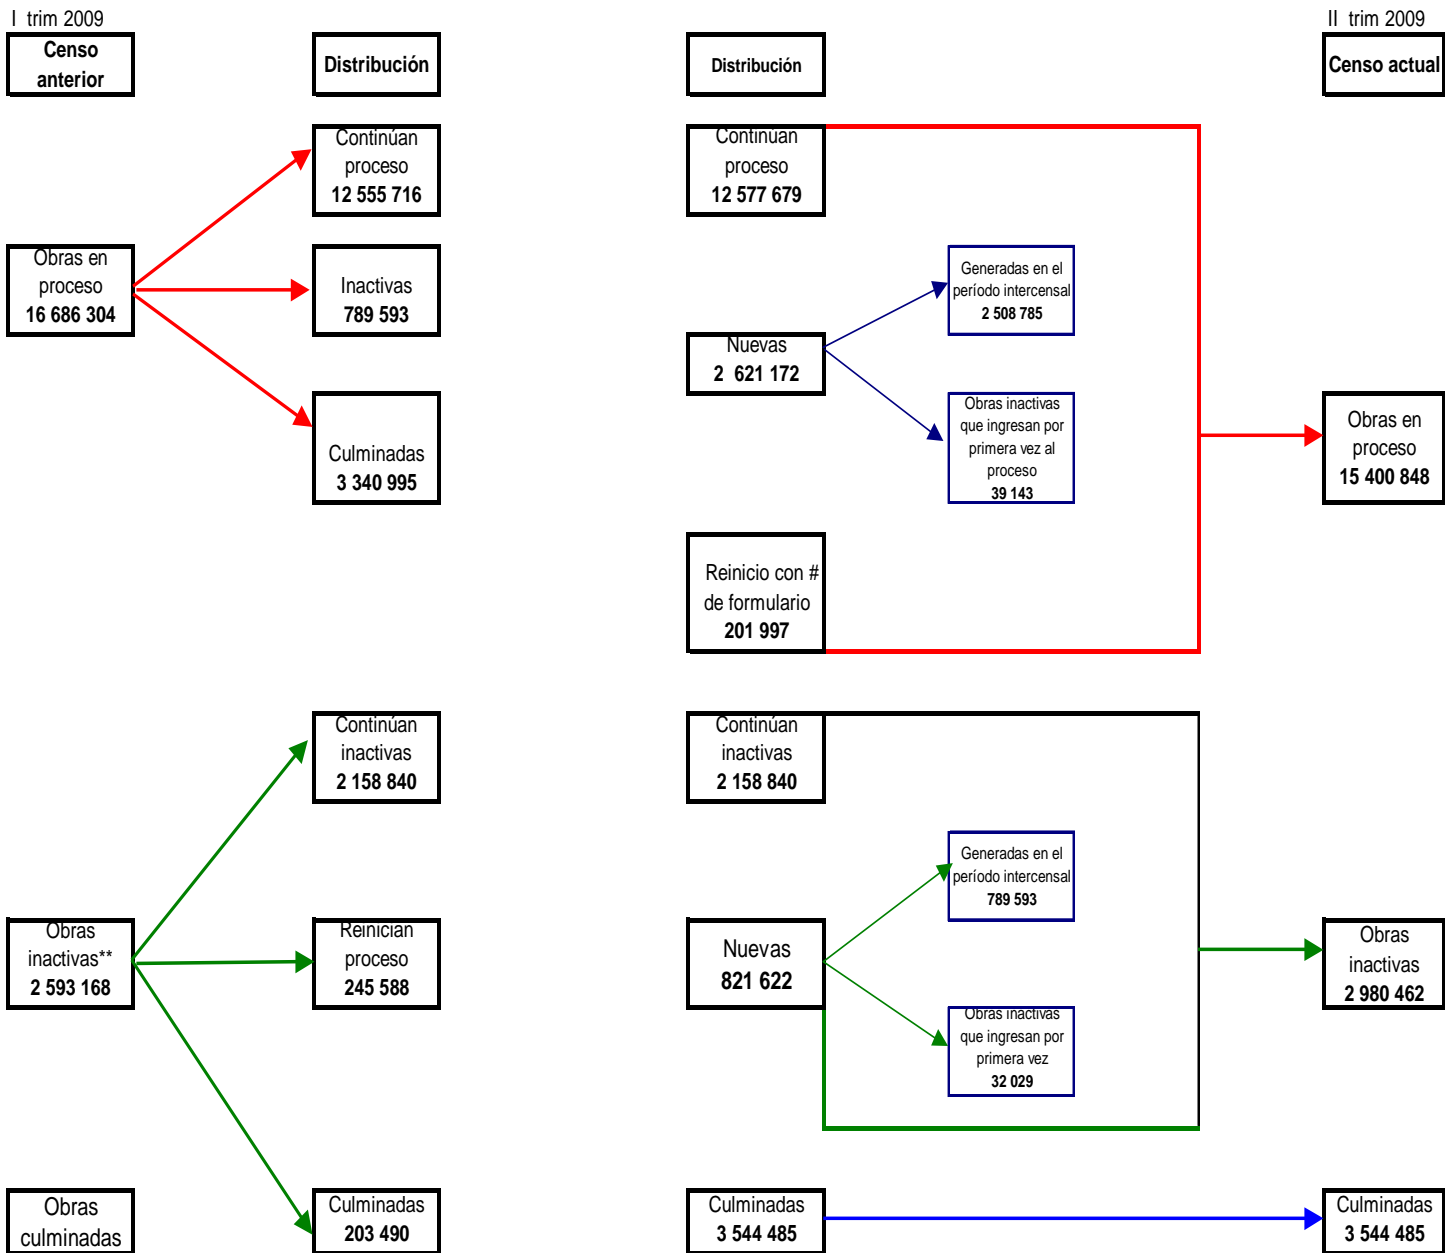 I trim 2009
II trim 2009
Censo
anterior
Distribución
Distribución
Censo actual
Continúan
proceso
12 555 716
Continúan
proceso
12 577 679
Obras en
proceso
16 686 304
Inactivas
789 593
Generadas en el
período intercensal
2 508 785
Nuevas
2 621 172
Culminadas
3 340 995
Obras inactivas
que ingresan por
primera vez al
proceso
39 143
Obras en
proceso
15 400 848
Reinicio con #
de formulario
201 997
Continúan
inactivas
2 158 840
Continúan
inactivas
2 158 840
Generadas en el
período intercensal
789 593
Obras
inactivas**
2 593 168
Reinician
proceso
245 588
Nuevas
821 622
Obras
inactivas
2 980 462
Obras inactivas
que ingresan por
primera vez
32 029
Obras
culminadas
Culminadas
203 490
Culminadas
3 544 485
Culminadas
3 544 485